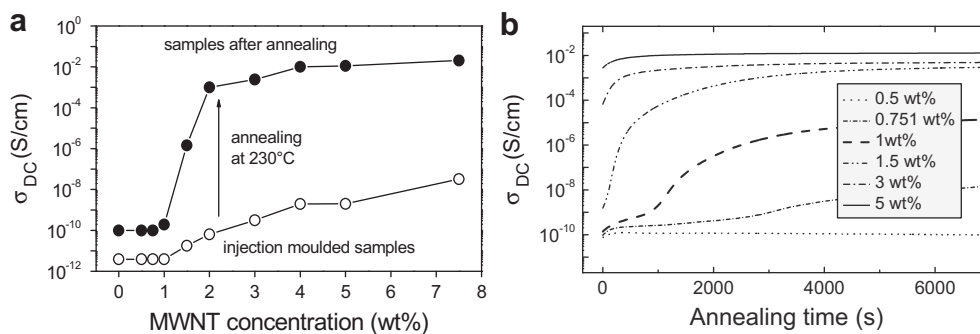 a
σDC (S/cm)
10^0
10^-2
10^-4
10^-6
10^-8
10^-10
10^-12
samples after annealing
annealing
at 230°C
injection moulded samples
0 1 2 3 4 5 6 7 8
MWNT concentration (wt%)
b
σDC (S/cm)
10^-2
10^-4
10^-6
10^-8
10^-10
0.5 wt%
0.751 wt%
1wt%
1.5 wt%
3 wt%
5 wt%
0 2000 4000 6000
Annealing time (s)